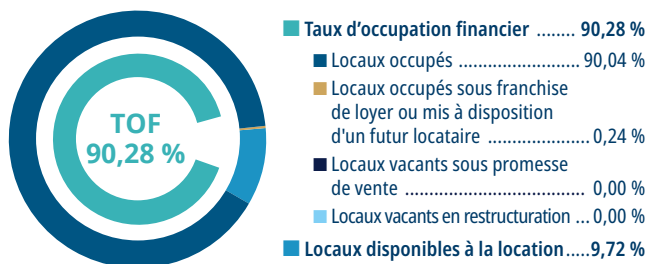 TOF
90,28 %
Taux d’occupation financier ........ 90,28 %
Locaux occupés ........................ 90,04 %
Locaux occupés sous franchise
de loyer ou mis à disposition
d'un futur locataire .................... 0,24 %
Locaux vacants sous promesse
de vente .................................... 0,00 %
Locaux vacants en restructuration ... 0,00 %
Locaux disponibles à la location ..... 9,72 %